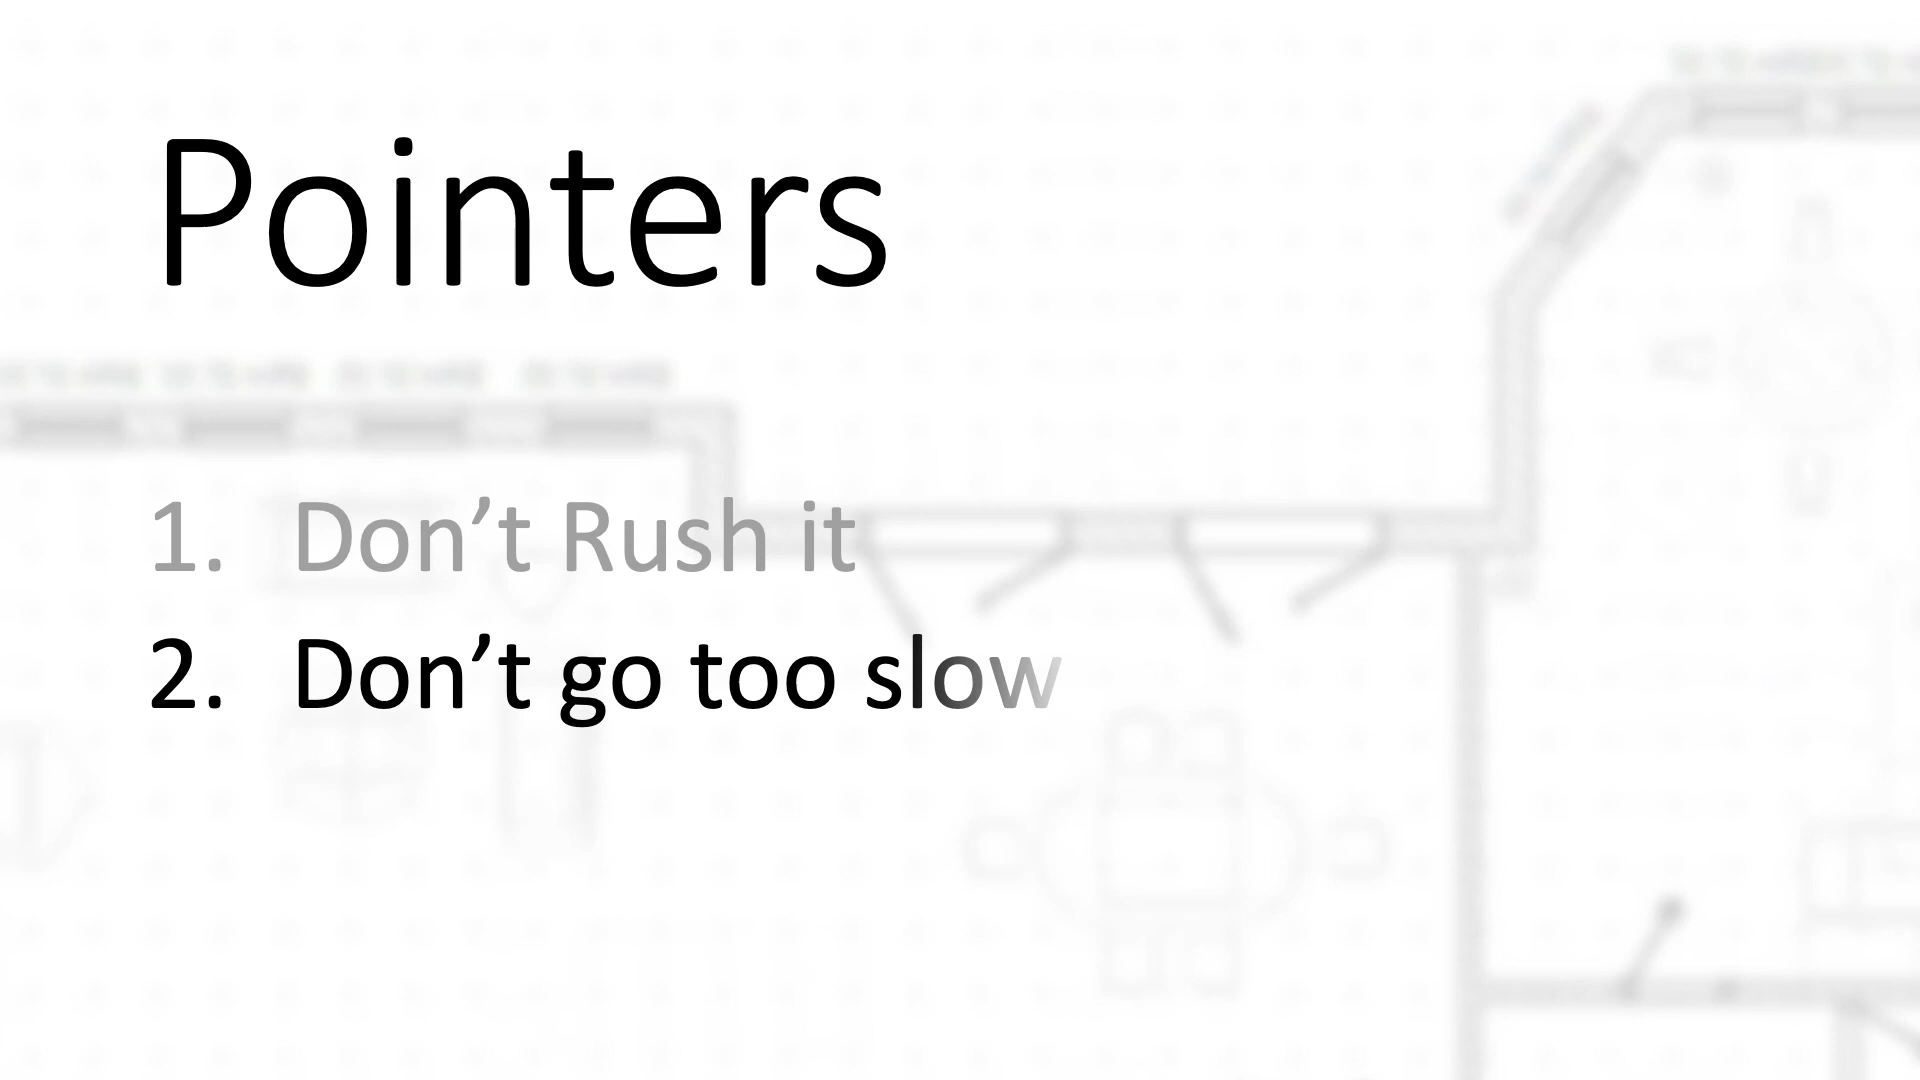 Pointers
1. Don’t Rush it
2. Don’t go too slow